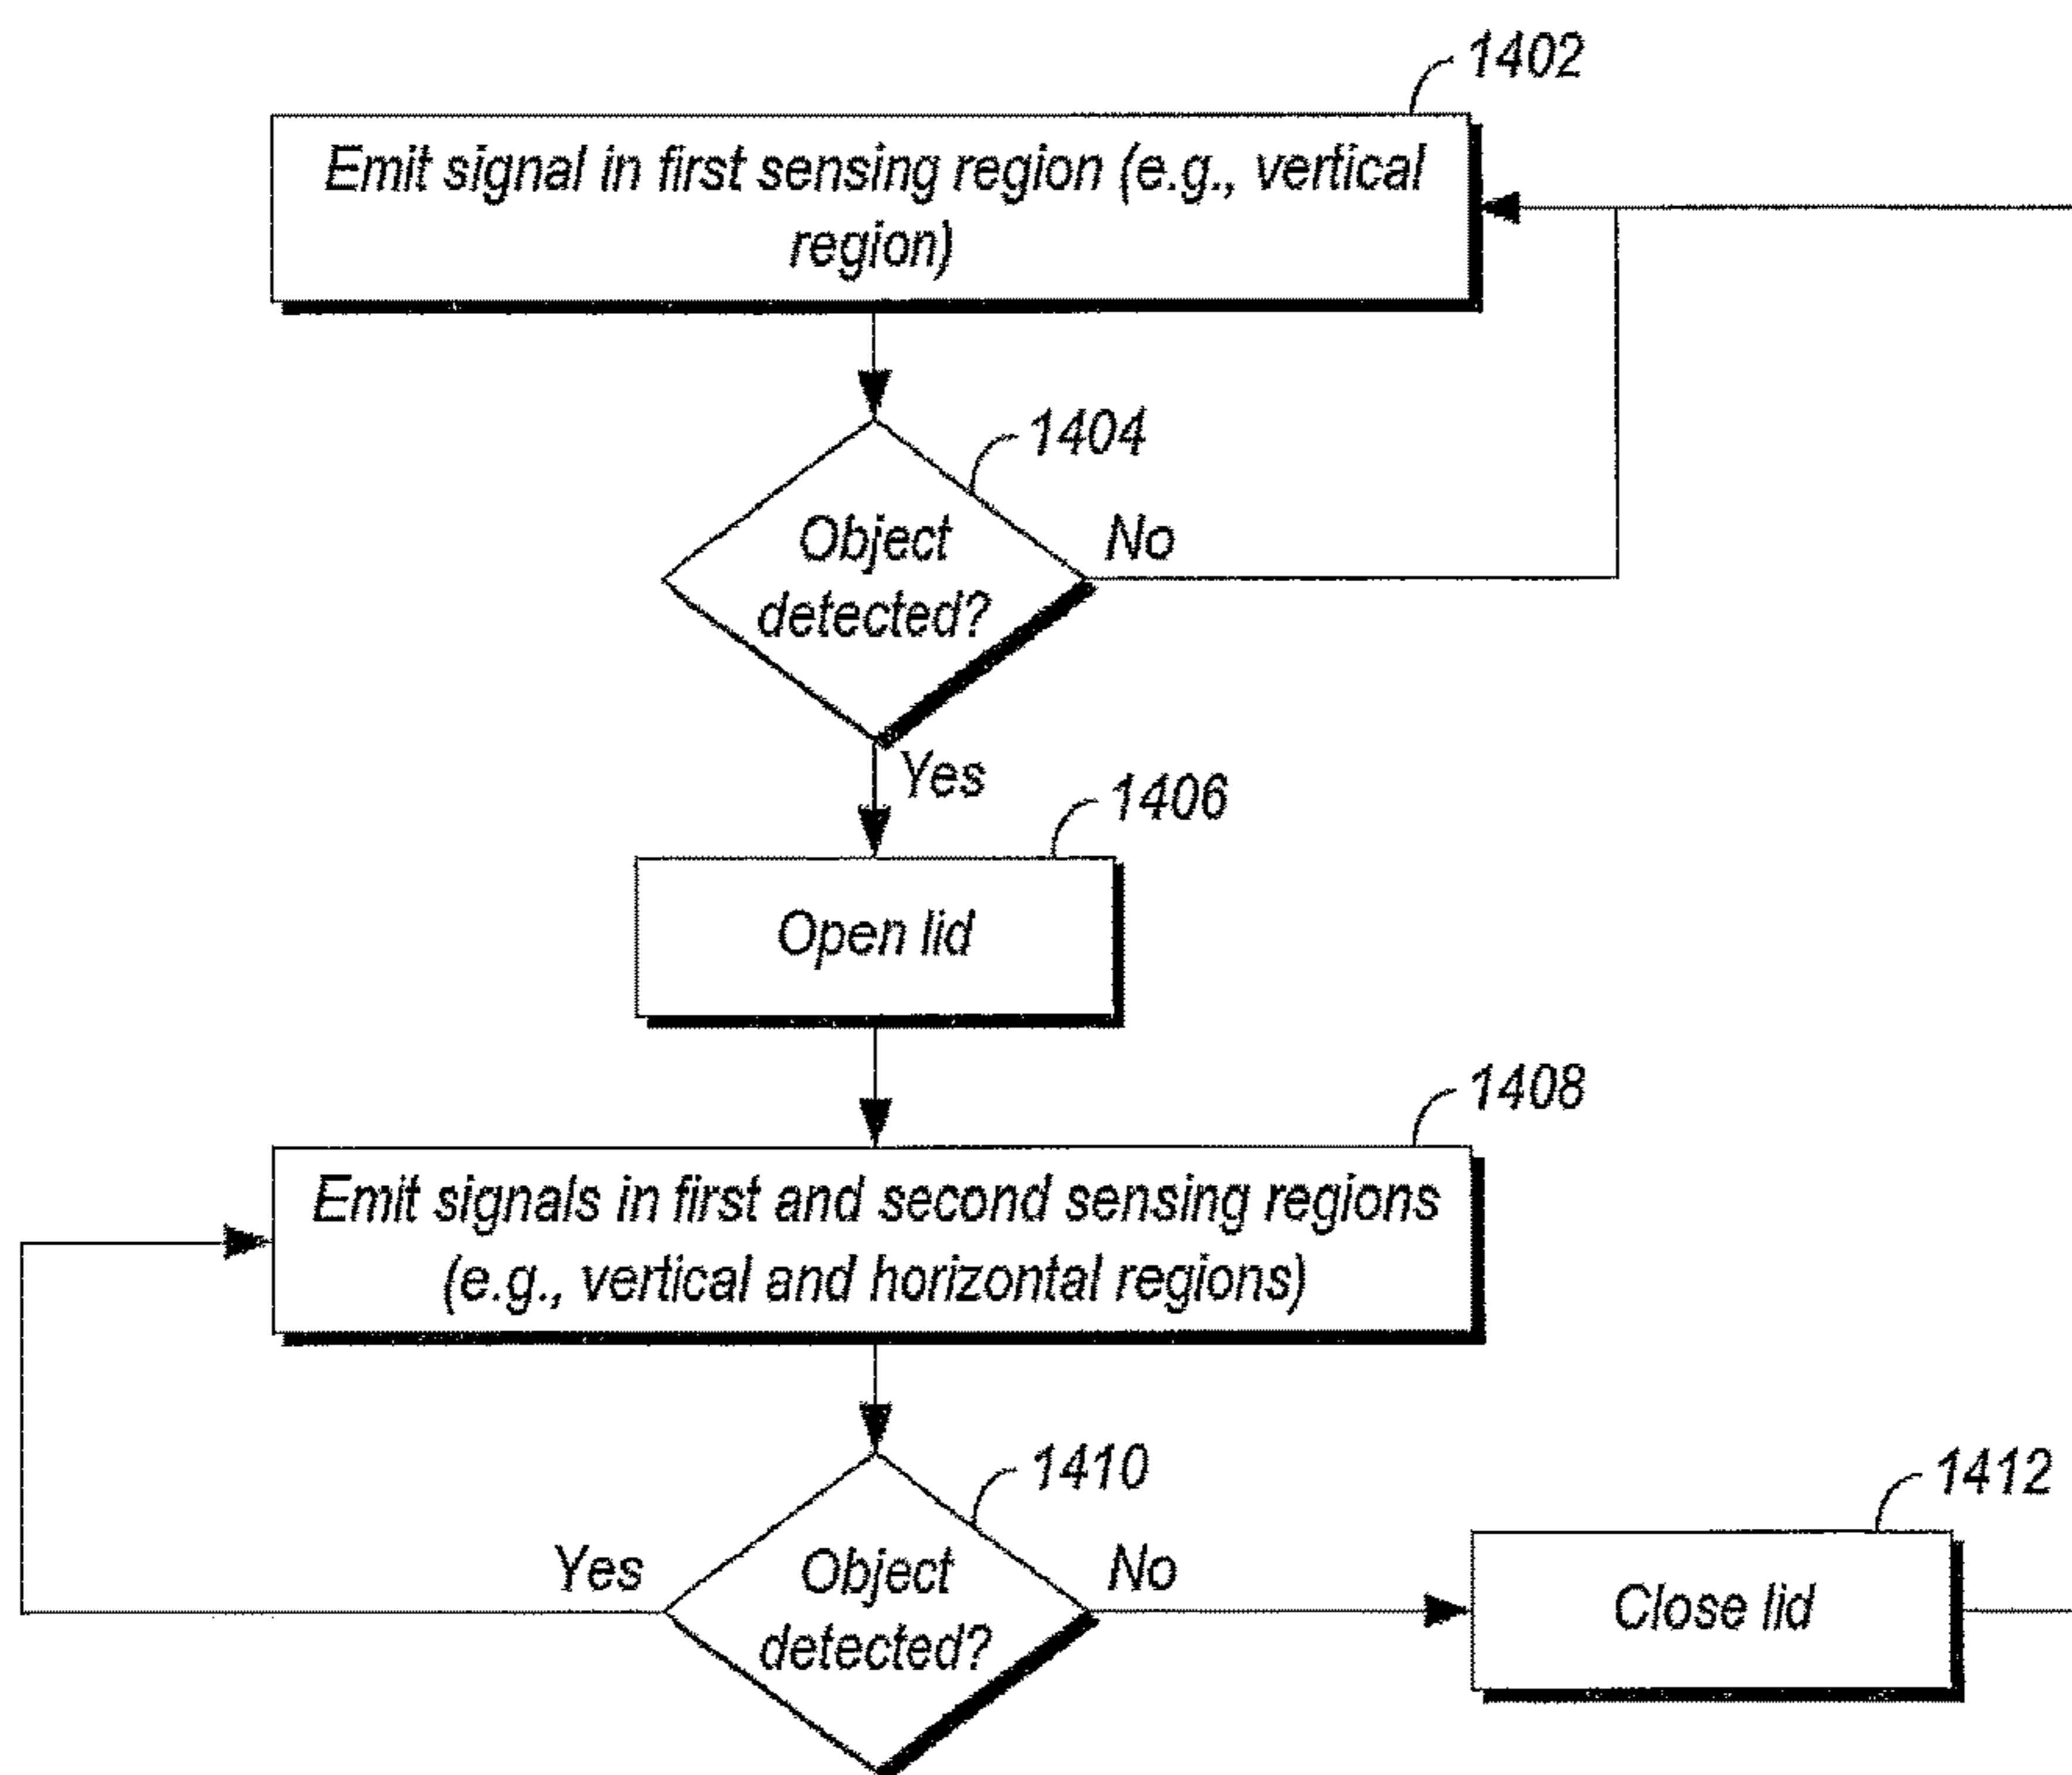 1402
Emit signal in first sensing region (e.g., vertical
region)
1404
Object
detected?
No
Yes
1406
Open lid
1408
Emit signals in first and second sensing regions
(e.g., vertical and horizontal regions)
1410
Yes
Object
detected?
No
1412
Close lid